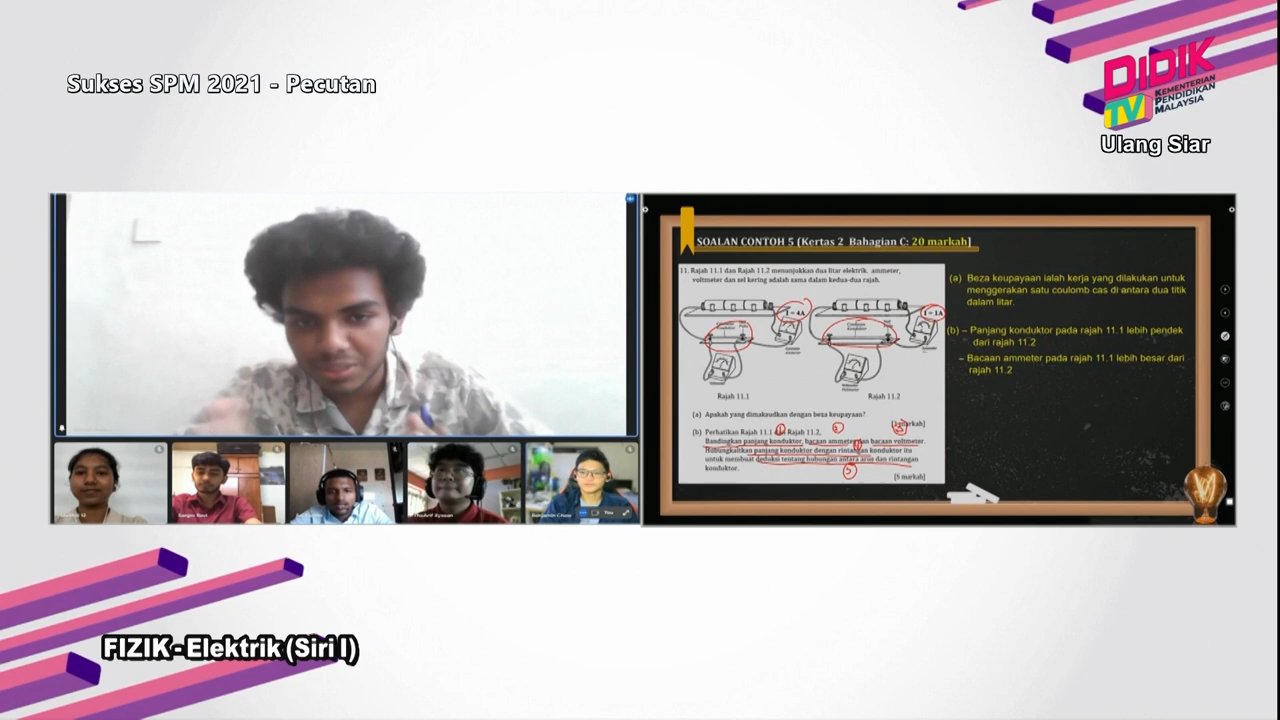 Sukses SPM 2021 - Pecutan
DIDIK
TV
KEMENTERIAN
PENDIDIKAN
MALAYSIA
Ulang Siar
SOALAN CONTOH 5 (Kertas 2 Bahagian C: 20 markah]
11. Rajah 11.1 dan Rajah 11.2 menunjukkan dua litar elektrik. ammeter,
voltmeter dan sel kering adalah sama dalam kedua-dua rajah.
I = 4A
I = 1A
Rajah 11.1
Rajah 11.2
(a) Apakah yang dimaksudkan dengan beza keupayaan?
markah]
(b) Perhatikan Rajah 11.1 dan Rajah 11.2,
Bandingkan panjang konduktor, bacaan ammeter dan bacaan voltmeter.
Hubungkaitkan panjang konduktor dengan rintangan konduktor itu
untuk membuat deduksi tentang hubungan antara arus dan rintangan
konduktor.
[5 markah]
(a) Beza keupayaan ialah kerja yang dilakukan untuk
menggerakan satu coulomb cas di antara dua titik
dalam litar.
(b) – Panjang konduktor pada rajah 11.1 lebih pendek
dari rajah 11.2
– Bacaan ammeter pada rajah 11.1 lebih besar dari
rajah 11.2
FIZIK - Elektrik (Siri I)